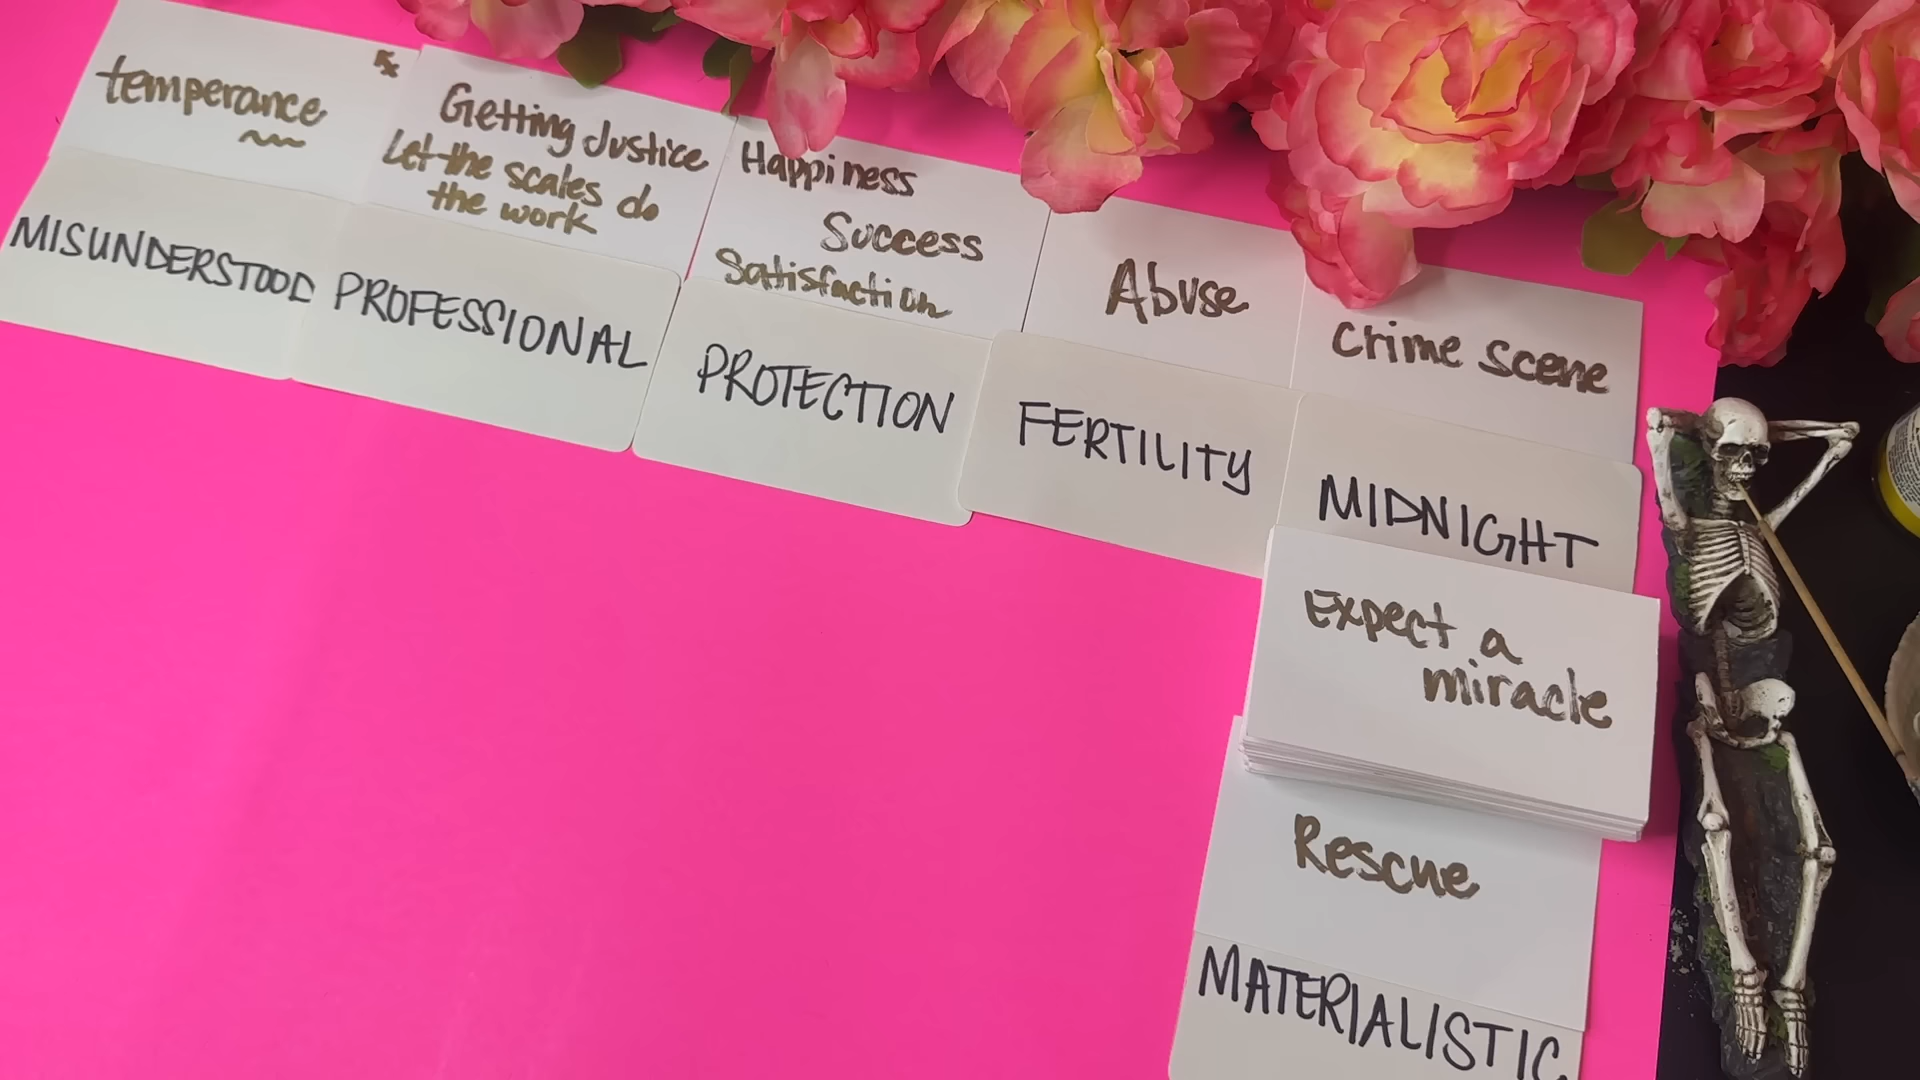 temperance
Getting Justice
Let the scales do
the work
Happiness
Success
Satisfaction
Abuse
Crime Scene
MISUNDERSTOOD
PROFESSIONAL
PROTECTION
FERTILITY
MIDNIGHT
Expect a
miracle
Rescue
MATERIALISTIC